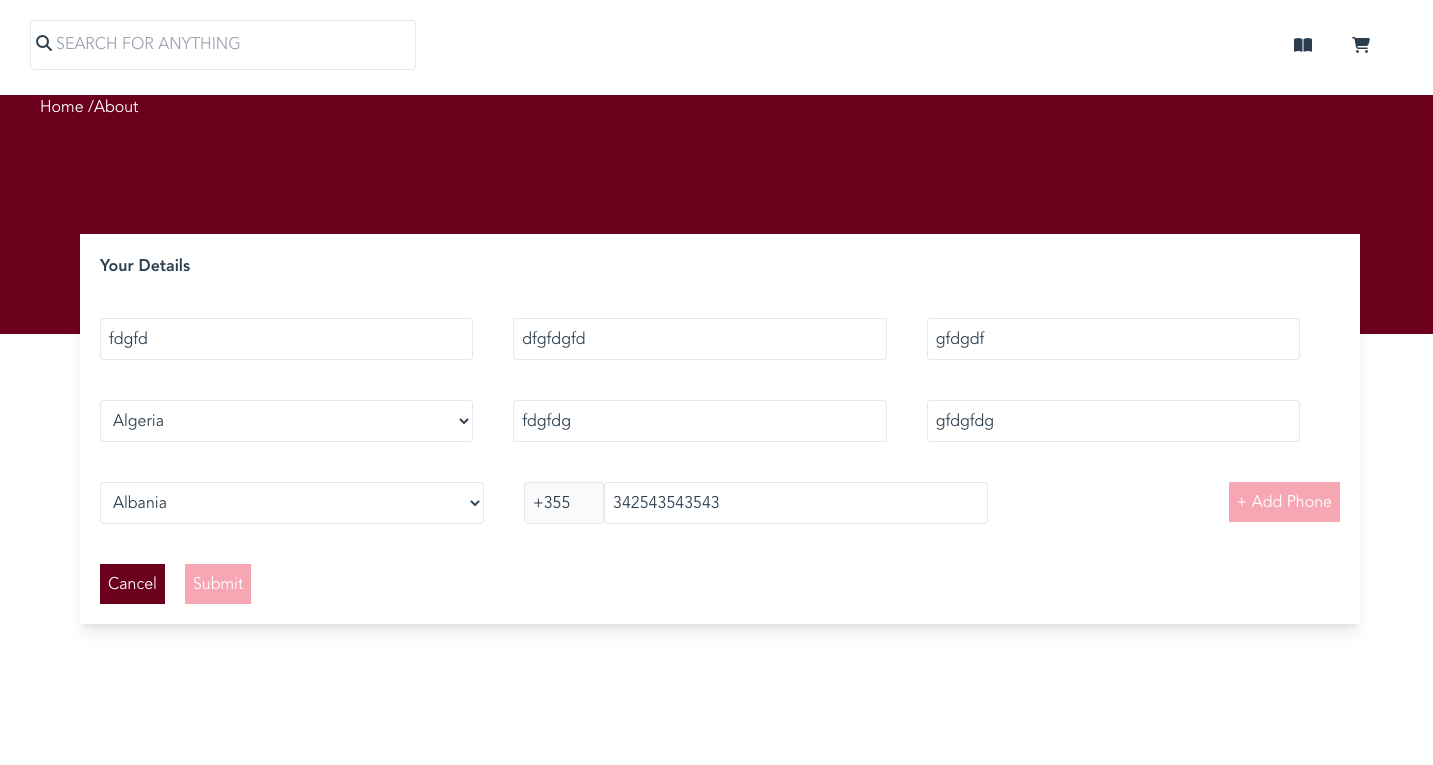 SEARCH FOR ANYTHING
Home /About
Your Details
fdgfd dfgfdgfd gfdgdf
Algeria fdgfdg gfdgfdg
Albania +355 342543543543 + Add Phone
Cancel Submit